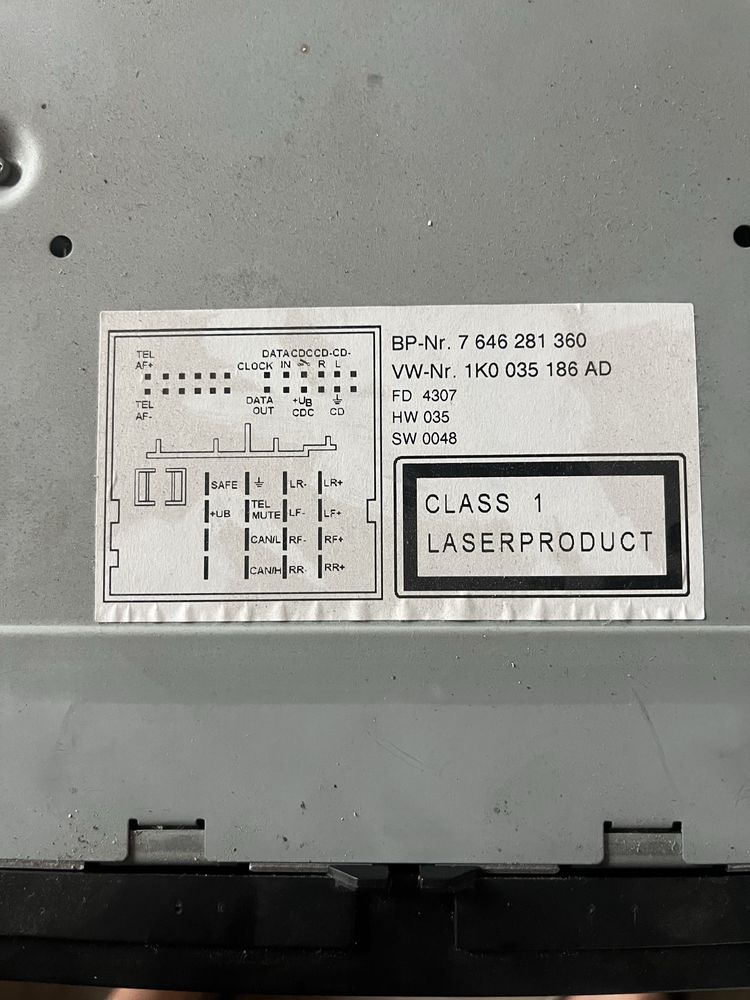 TEL
AF+
DATA CDC CD- CD-
CLOCK IN R L
TEL
AF-
DATA +UB
OUT CDC CD
SAFE LR- LR+
+UB TEL
MUTE LF- LF+
CAN/L RF- RF+
CAN/H RR- RR+
BP-Nr. 7 646 281 360
VW-Nr. 1K0 035 186 AD
FD 4307
HW 035
SW 0048
CLASS 1
LASERPRODUCT